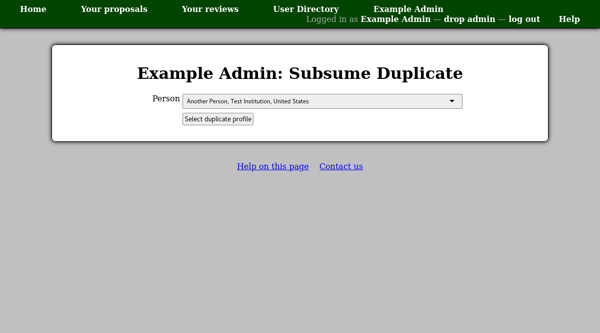 Home Your proposals Your reviews User Directory Example Admin
Logged in as Example Admin — drop admin — log out Help
Example Admin: Subsume Duplicate
Person Another Person, Test Institution, United States
Select duplicate profile
Help on this page Contact us